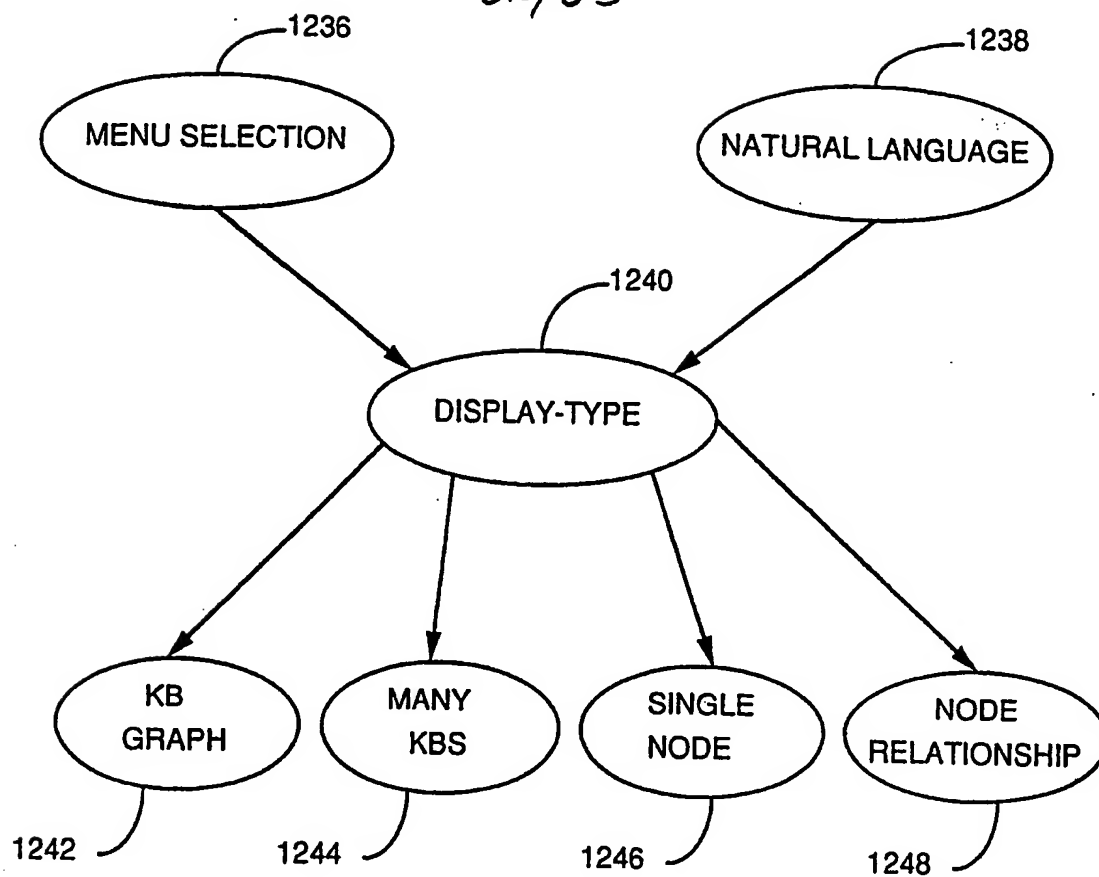 1236
1238
MENU SELECTION
NATURAL LANGUAGE
1240
DISPLAY-TYPE
KB
GRAPH
MANY
KBS
SINGLE
NODE
NODE
RELATIONSHIP
1242
1244
1246
1248